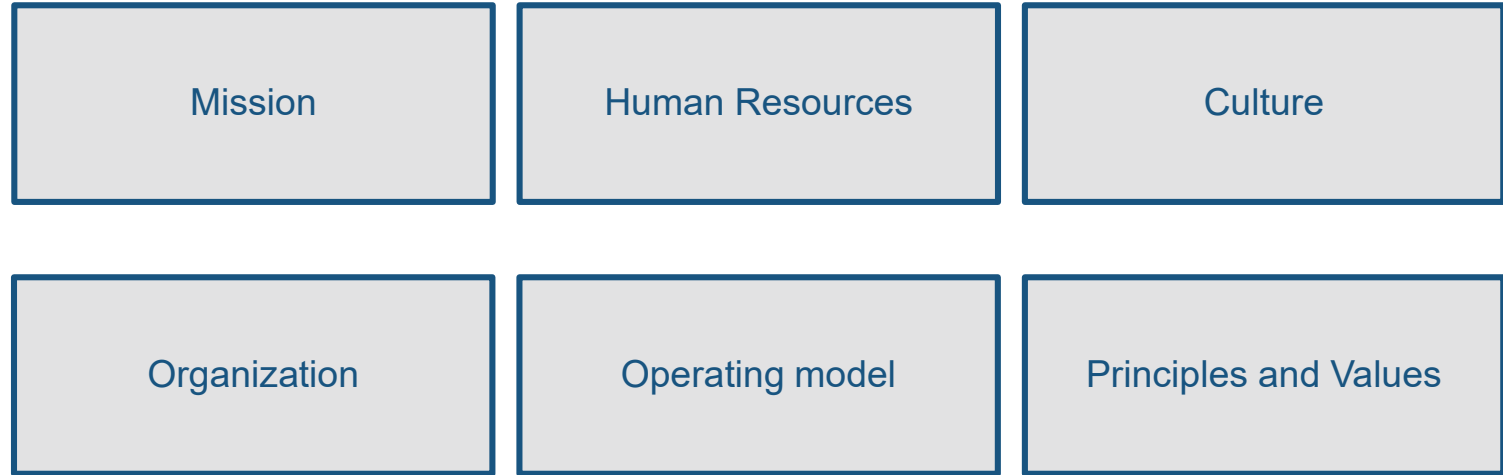 Mission
Human Resources
Culture
Organization
Operating model
Principles and Values